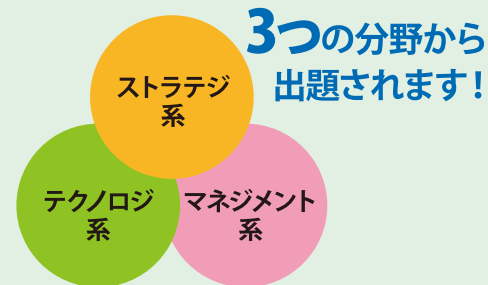 3つの分野から
出題されます!
ストラテジ
系
テクノロジ
系
マネジメント
系